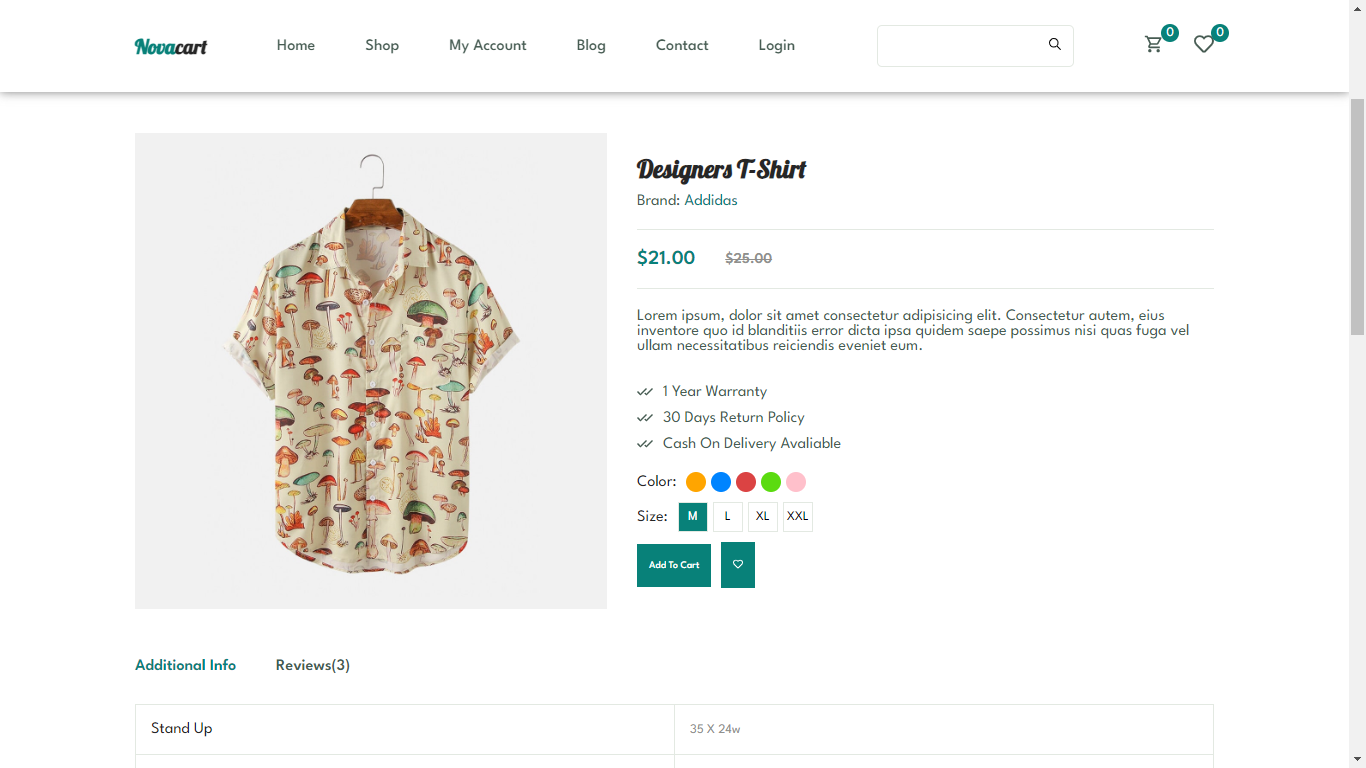 Novacart
Home Shop My Account Blog Contact Login
0 0
Designers T-Shirt
Brand: Addidas
$21.00 $25.00
Lorem ipsum, dolor sit amet consectetur adipisicing elit. Consectetur autem, eius
inventore quo id blanditiis error dicta ipsa quidem saepe possimus nisi quas fuga vel
ullam necessitatibus reiciendis eveniet eum.
1 Year Warranty
30 Days Return Policy
Cash On Delivery Avaliable
Color:
Size: M L XL XXL
Add To Cart
Additional Info Reviews(3)
Stand Up 35 X 24w